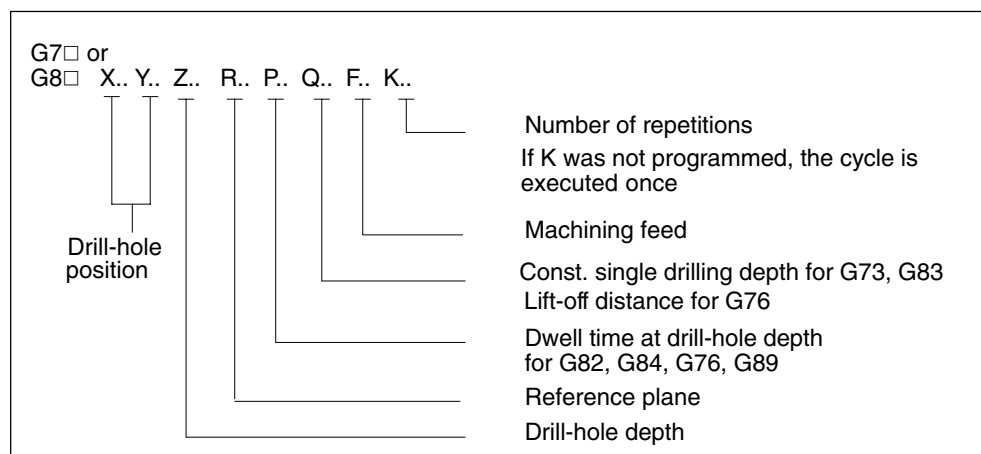 G7□ or
G8□ X.. Y.. Z.. R.. P.. Q.. F.. K..
Number of repetitions
If K was not programmed, the cycle is
executed once
Machining feed
Drill-hole
position
Const. single drilling depth for G73, G83
Lift-off distance for G76
Dwell time at drill-hole depth
for G82, G84, G76, G89
Reference plane
Drill-hole depth